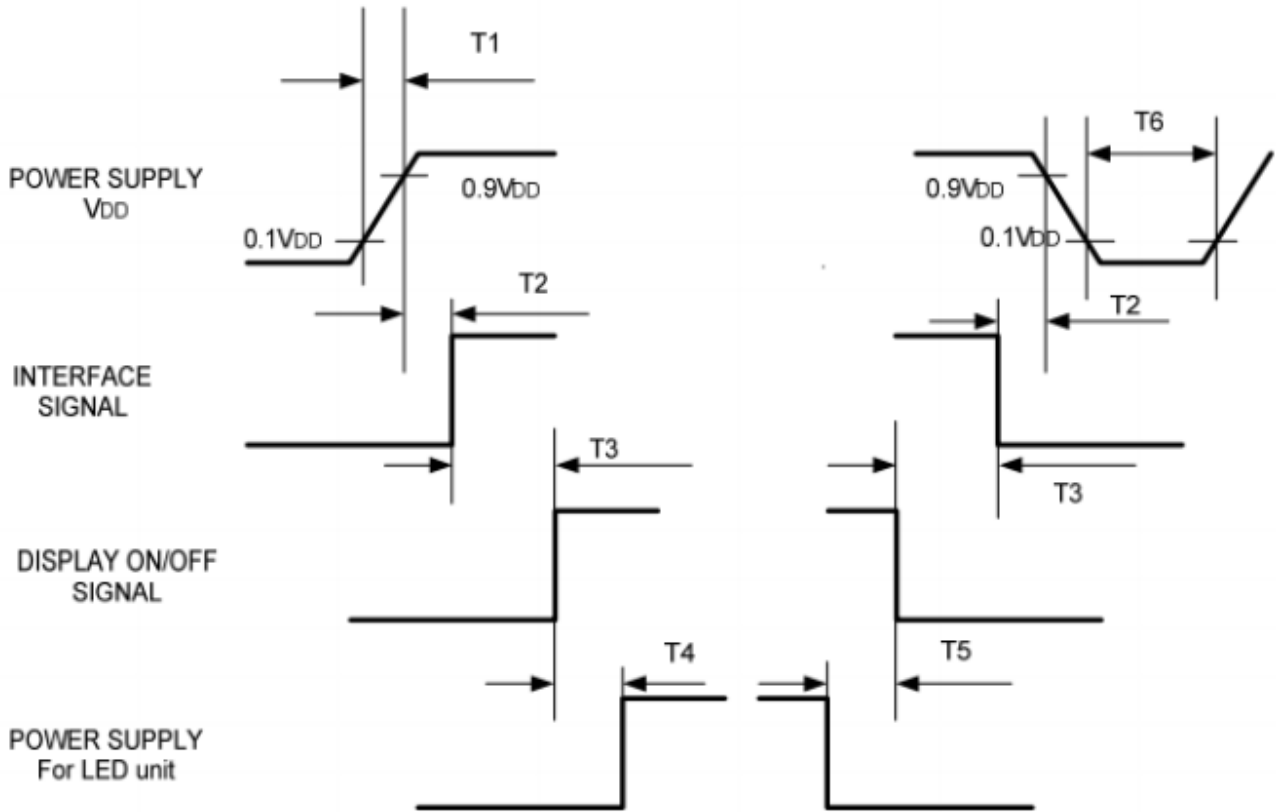 T1
T6
POWER SUPPLY
VDD
0.9VDD
0.9VDD
0.1VDD
0.1VDD
T2
T2
INTERFACE
SIGNAL
T3
T3
DISPLAY ON/OFF
SIGNAL
T4
T5
POWER SUPPLY
For LED unit